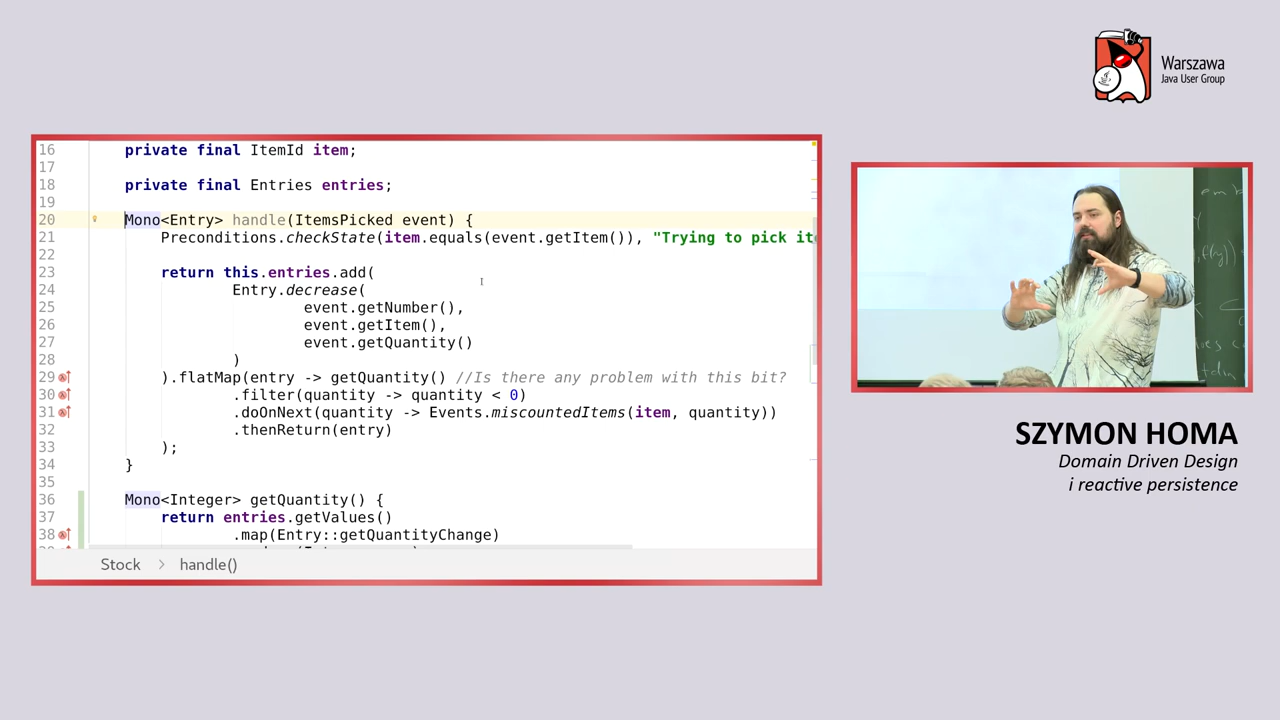 Warszawa
Java User Group
16 private final ItemId item;
17
18 private final Entries entries;
19
20 Mono<Entry> handle(ItemsPicked event) {
21 Preconditions.checkState(item.equals(event.getItem()), "Trying to pick it
22
23 return this.entries.add(
24 Entry.decrease(
25 event.getNumber(),
26 event.getItem(),
27 event.getQuantity()
28 )
29 ).flatMap(entry -> getQuantity() //Is there any problem with this bit?
30 .filter(quantity -> quantity < 0)
31 .doOnNext(quantity -> Events.miscountedItems(item, quantity))
32 .thenReturn(entry)
33 );
34 }
35
36 Mono<Integer> getQuantity() {
37 return entries.getValues()
38 .map(Entry::getQuantityChange)
Stock > handle()
SZYMON HOMA
Domain Driven Design
i reactive persistence